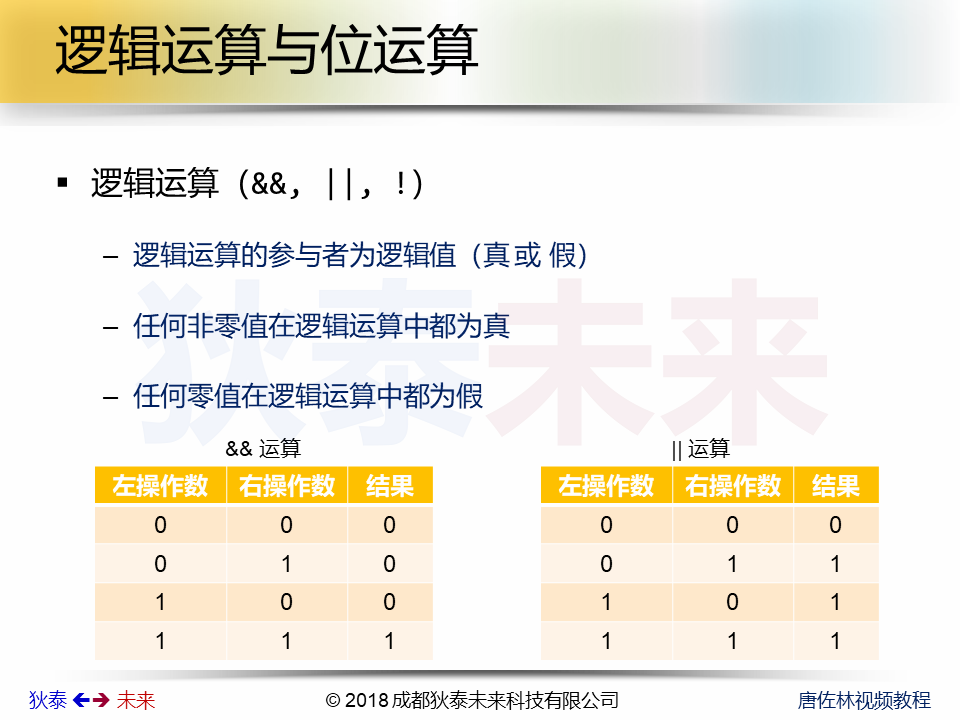 逻辑运算与位运算
▪ 逻辑运算（&&，||，!）
– 逻辑运算的参与者为逻辑值（真 或 假）
– 任何非零值在逻辑运算中都为真
– 任何零值在逻辑运算中都为假
狄泰未来
&& 运算
左操作数 右操作数 结果
0 0 0
0 1 0
1 0 0
1 1 1
|| 运算
左操作数 右操作数 结果
0 0 0
0 1 1
1 0 1
1 1 1
狄泰 未来
© 2018 成都狄泰未来科技有限公司
唐佐林视频教程